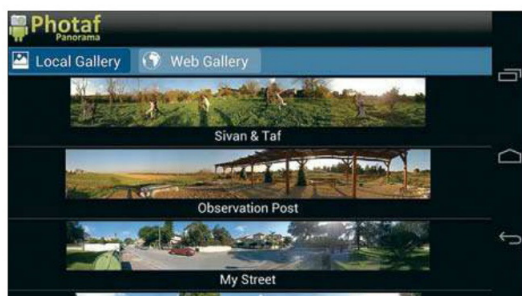 Photaf
Panorama
Local Gallery
Web Gallery
Sivan & Taf
Observation Post
My Street